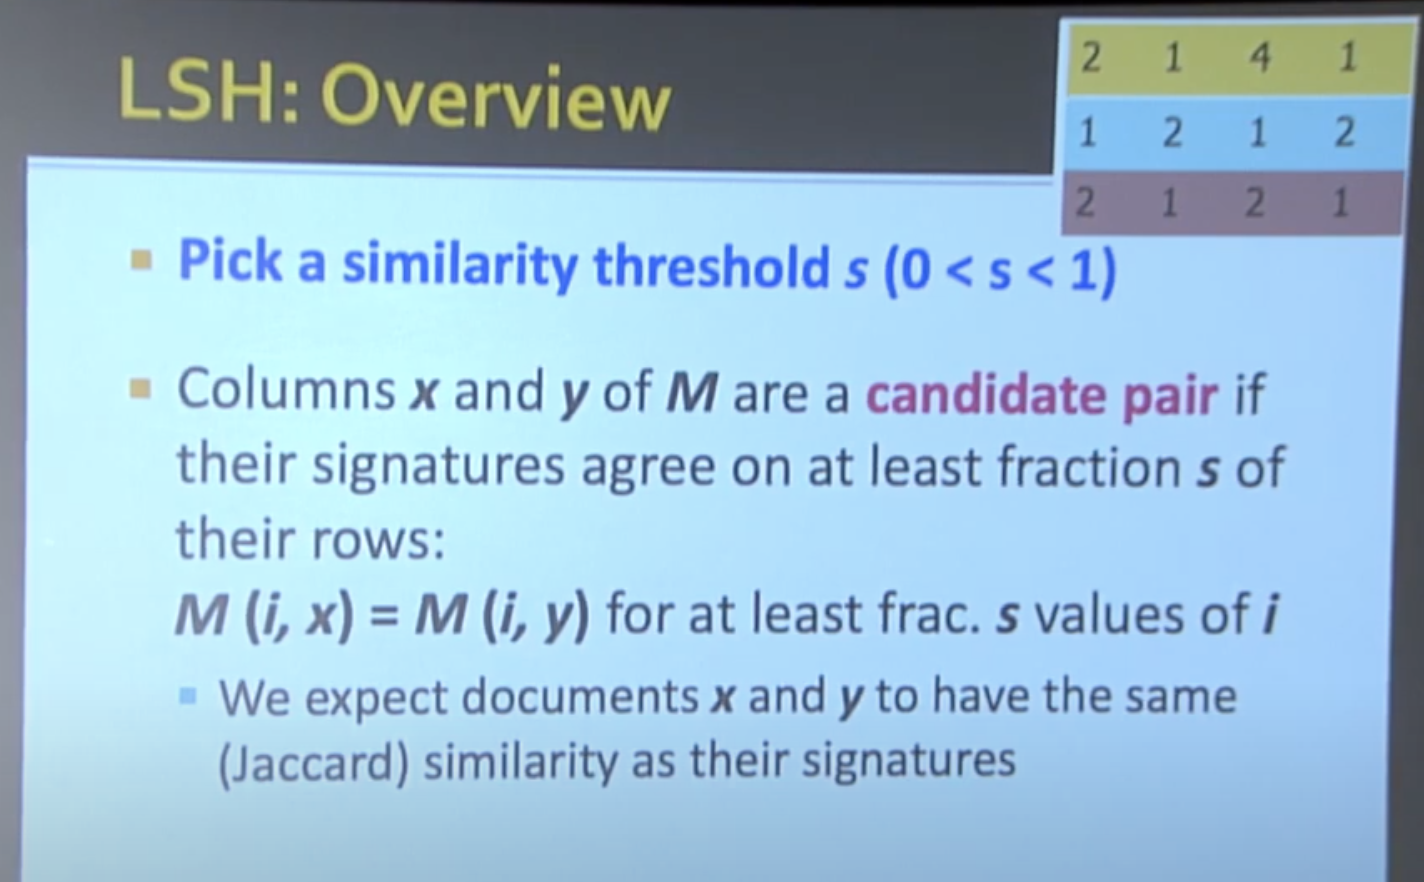 LSH: Overview
2 1 4 1
1 2 1 2
2 1 2 1
Pick a similarity threshold s (0 < s < 1)
Columns x and y of M are a candidate pair if
their signatures agree on at least fraction s of
their rows:
M (i, x) = M (i, y) for at least frac. s values of i
We expect documents x and y to have the same
(Jaccard) similarity as their signatures